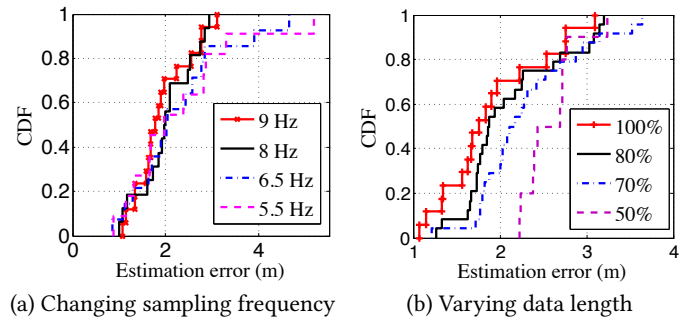 1
0.8
0.6
0.4
0.2
0
CDF
9 Hz
8 Hz
6.5 Hz
5.5 Hz
0 2 4
Estimation error (m)
(a) Changing sampling frequency
1
0.8
0.6
0.4
0.2
0
CDF
100%
80%
70%
50%
1 2 3 4
Estimation error (m)
(b) Varying data length